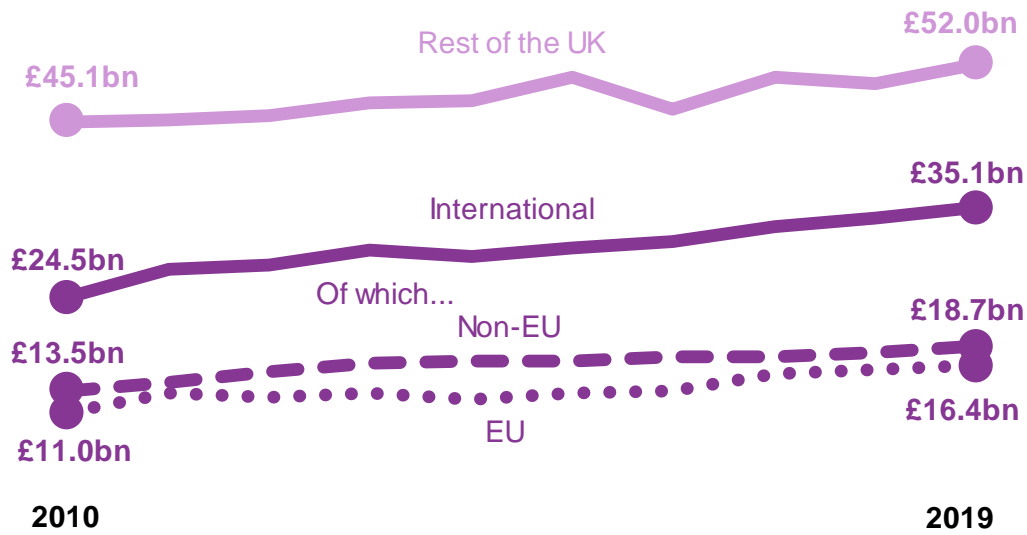 £52.0bn
Rest of the UK
£45.1bn
£35.1bn
International
£24.5bn
Of which...
£18.7bn
Non-EU
£13.5bn
£16.4bn
EU
£11.0bn
2010
2019